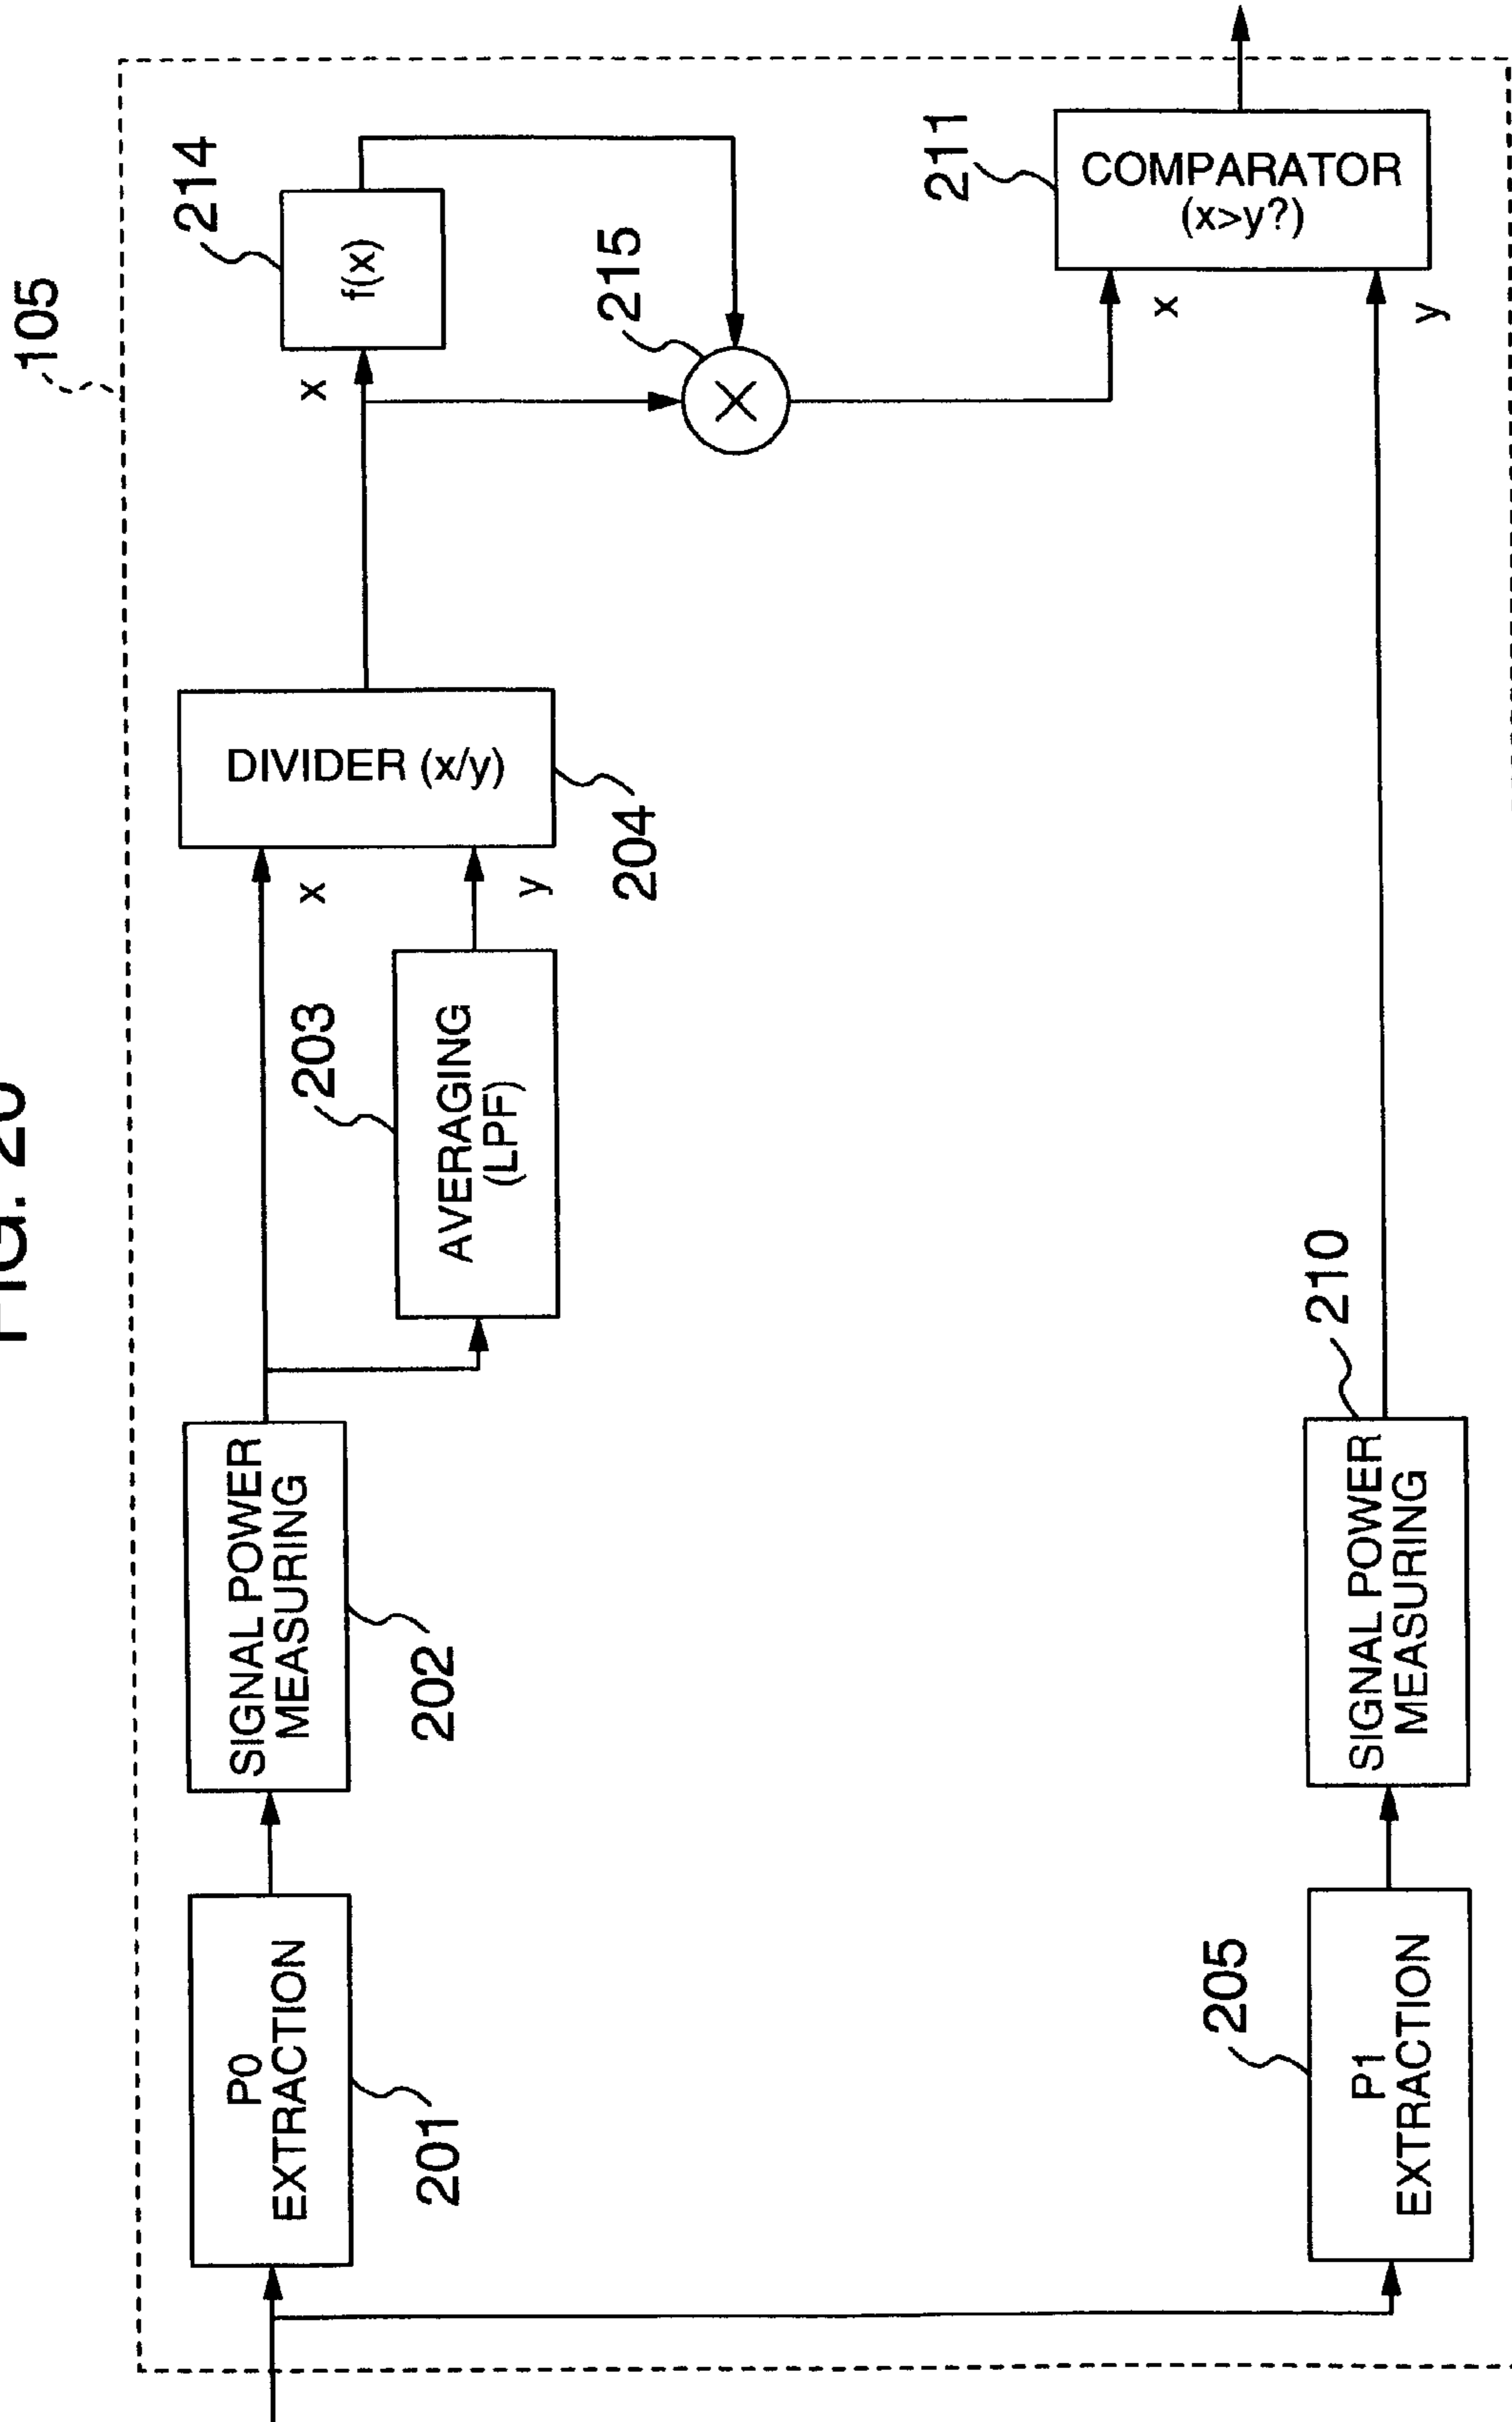 FIG.
105
P0
EXTRACTION
201
SIGNAL POWER
MEASURING
202
AVERAGING
(LPF)
203
x
y
DIVIDER (x/y)
204
x
f(x)
214
215
P1
EXTRACTION
205
SIGNAL POWER
MEASURING
210
x
y
COMPARATOR
(x>y?)
211